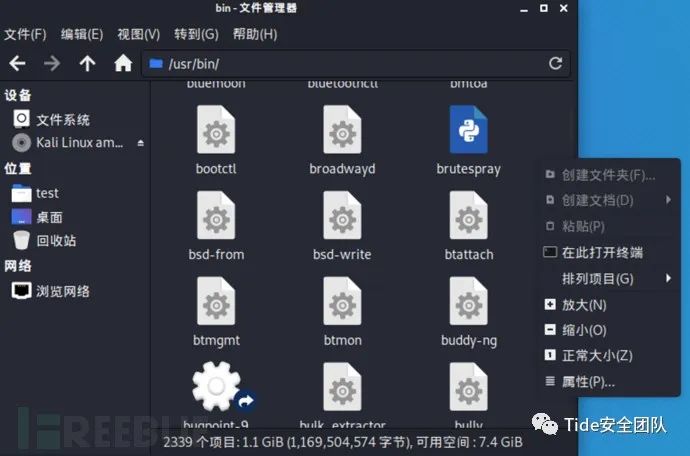 bin - 文件管理器
文件(F) 编辑(E) 视图(V) 转到(G) 帮助(H)
/usr/bin/
设备
文件系统
Kali Linux am...
位置
test
桌面
回收站
网络
浏览网络
bluemoon bluetoothctl bmtoa
bootctl broadwayd brutespray
bsd-from bsd-write btattach
btmgmt btmon buddy-ng
bugpoint-9 bulk_extractor bully
创建文件夹(F)...
创建文档(D)
粘贴(P)
在此打开终端
排列项目(G)
放大(N)
缩小(O)
正常大小(Z)
属性(P)...
2339 个项目: 1.1 GiB (1,169,504,574 字节), 可用空间 : 7.4 GiB
FREEBUF
Tide安全团队